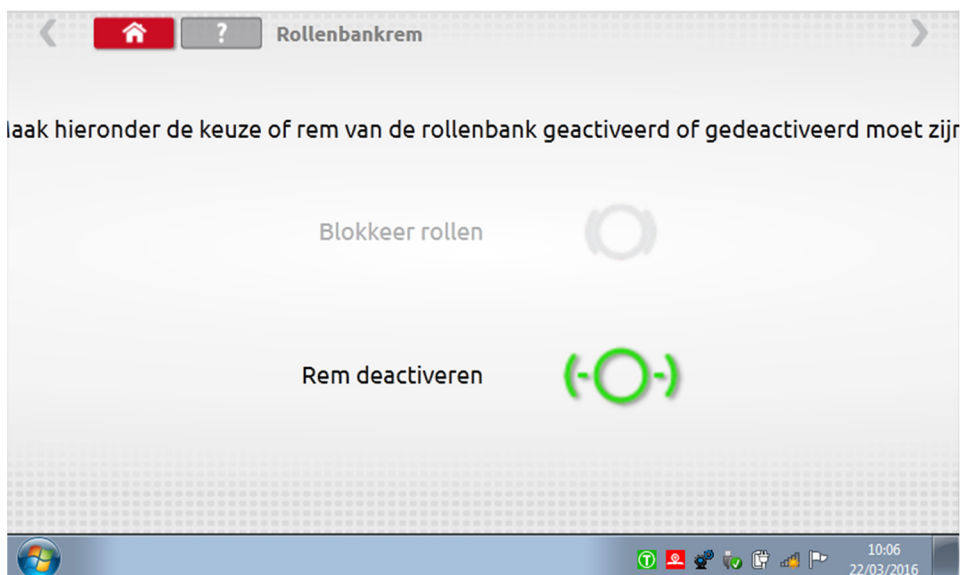 ? Rollenbankrem
aak hieronder de keuze of rem van de rollenbank geactiveerd of gedeactiveerd moet zijn
Blokkeer rollen
Rem deactiveren
10:06
22/03/2016